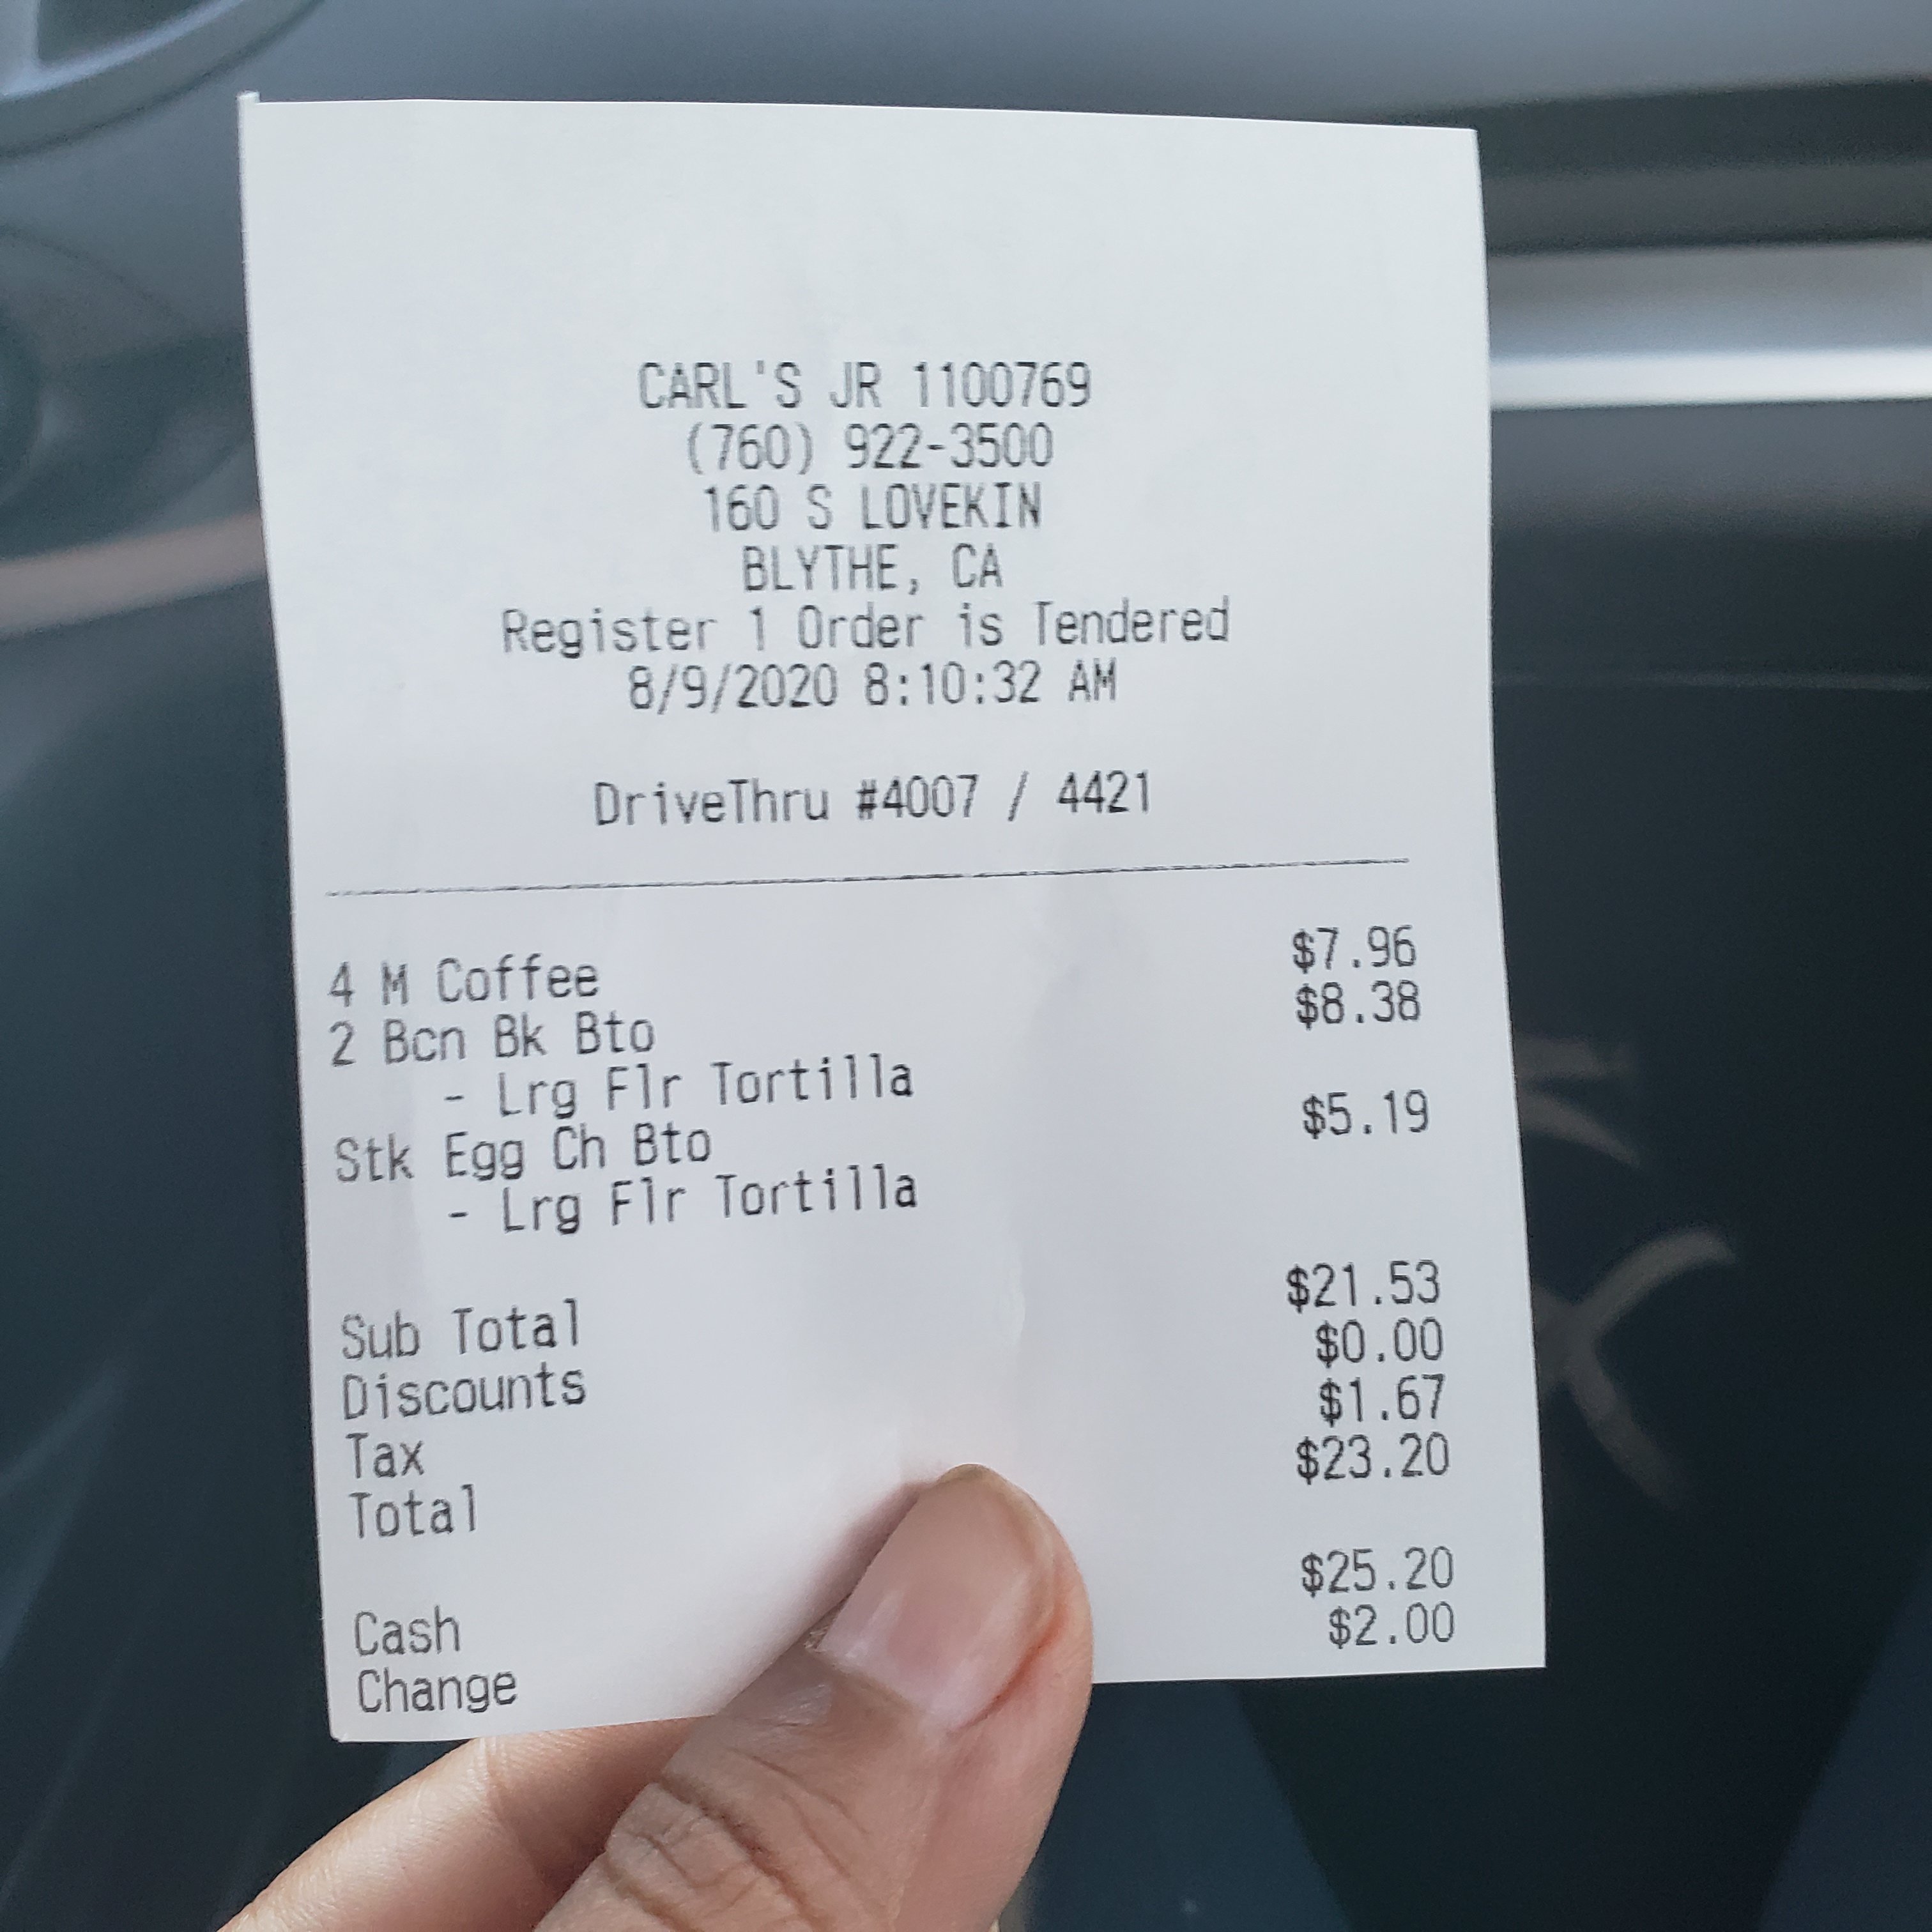 CARL'S JR 1100769
(760) 922-3500
160 S LOVEKIN
BLYTHE, CA
Register 1 Order is Tendered
8/9/2020 8:10:32 AM
DriveThru #4007 / 4421
4 M Coffee $7.96
2 Bcn Bk Bto $8.38
- Lrg Flr Tortilla
Stk Egg Ch Bto $5.19
- Lrg Flr Tortilla
Sub Total $21.53
Discounts $0.00
Tax $1.67
Total $23.20
Cash $25.20
Change $2.00